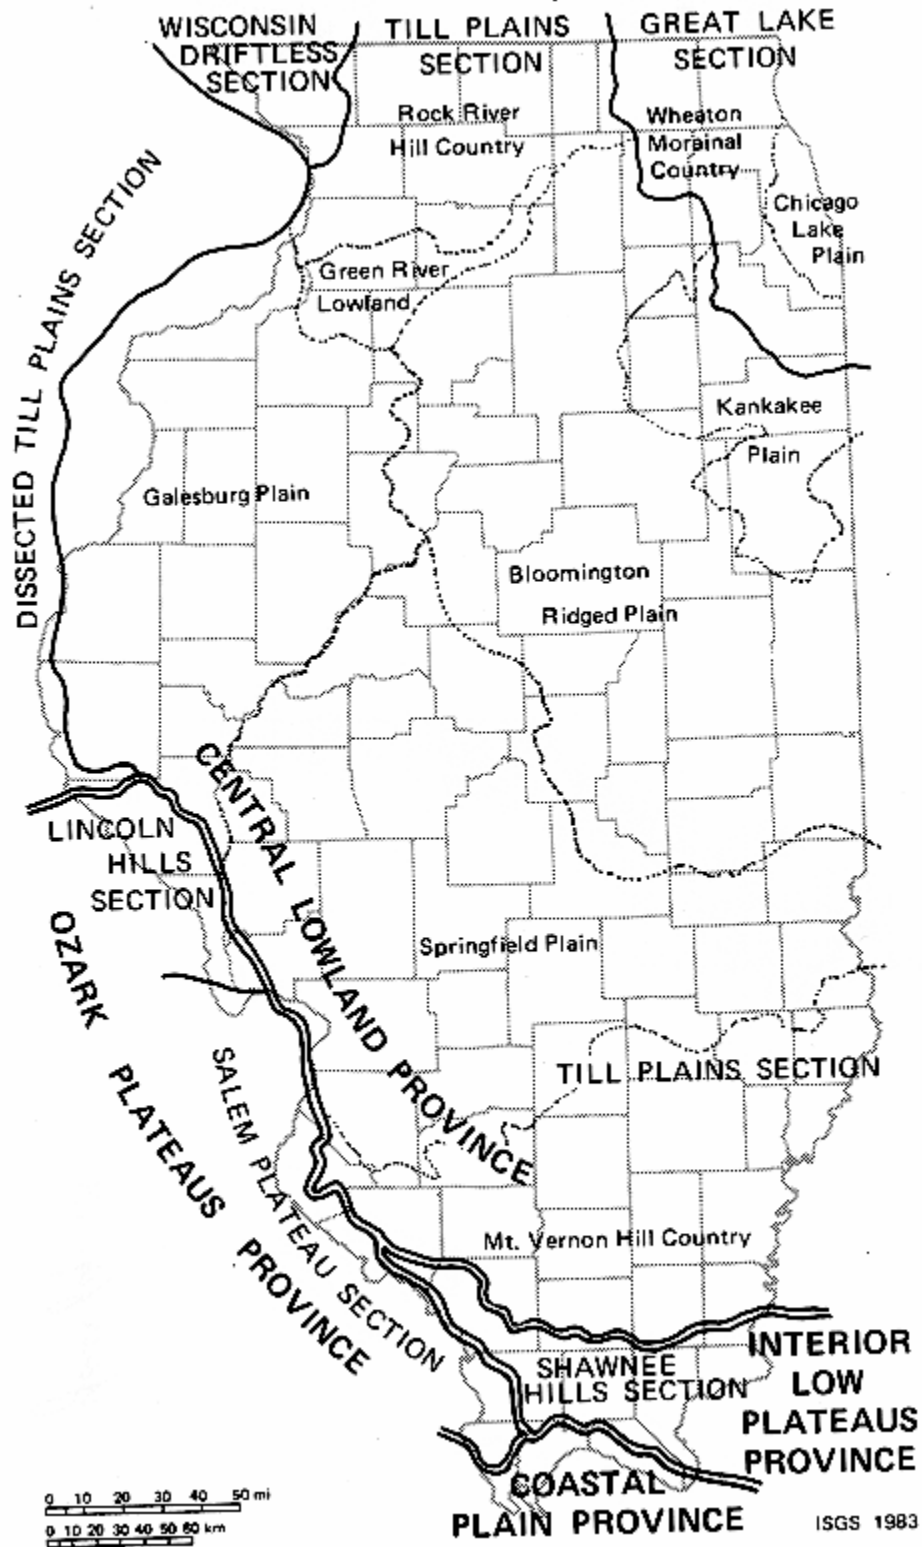 WISCONSIN
DRIFTLESS
SECTION
TILL PLAINS
SECTION
GREAT LAKE
SECTION
Rock River
Hill Country
Wheaton
Morainal
Country
Chicago
Lake
Plain
DISSECTED TILL PLAINS SECTION
Green River
Lowland
Kankakee
Plain
Galesburg Plain
Bloomington
Ridged Plain
CENTRAL LOWLAND PROVINCE
LINCOLN
HILLS
SECTION
OZARK PLATEAUS PROVINCE
Springfield Plain
TILL PLAINS SECTION
SALEM PLATEAU SECTION
Mt. Vernon Hill Country
SHAWNEE
HILLS SECTION
INTERIOR
LOW
PLATEAUS
PROVINCE
COASTAL
PLAIN PROVINCE
0 10 20 30 40 50 mi
0 10 20 30 40 50 60 km
ISGS 1983